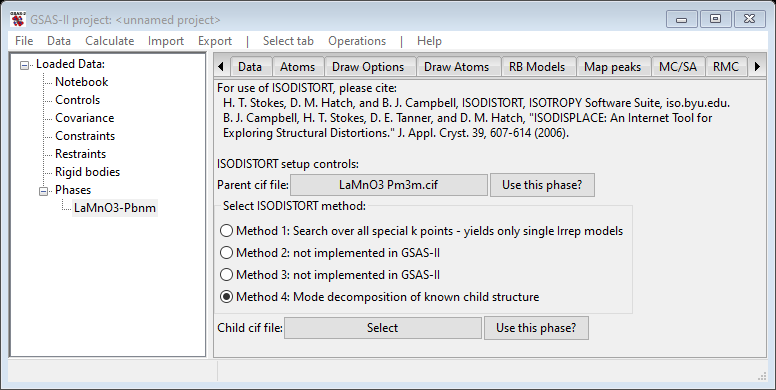 GSAS-II project: <unnamed project>
File Data Calculate Import Export | Select tab Operations | Help
Loaded Data:
Notebook
Controls
Covariance
Constraints
Restraints
Rigid bodies
Phases
LaMnO3-Pbnm
Data Atoms Draw Options Draw Atoms RB Models Map peaks MC/SA RMC
For use of ISODISTORT, please cite:
H. T. Stokes, D. M. Hatch, and B. J. Campbell, ISODISTORT, ISOTROPY Software Suite, iso.byu.edu.
B. J. Campbell, H. T. Stokes, D. E. Tanner, and D. M. Hatch, "ISODISPLACE: An Internet Tool for
Exploring Structural Distortions." J. Appl. Cryst. 39, 607-614 (2006).
ISODISTORT setup controls:
Parent cif file: LaMnO3 Pm3m.cif Use this phase?
Select ISODISTORT method:
Method 1: Search over all special k points - yields only single Irrep models
Method 2: not implemented in GSAS-II
Method 3: not implemented in GSAS-II
Method 4: Mode decomposition of known child structure
Child cif file: Select Use this phase?